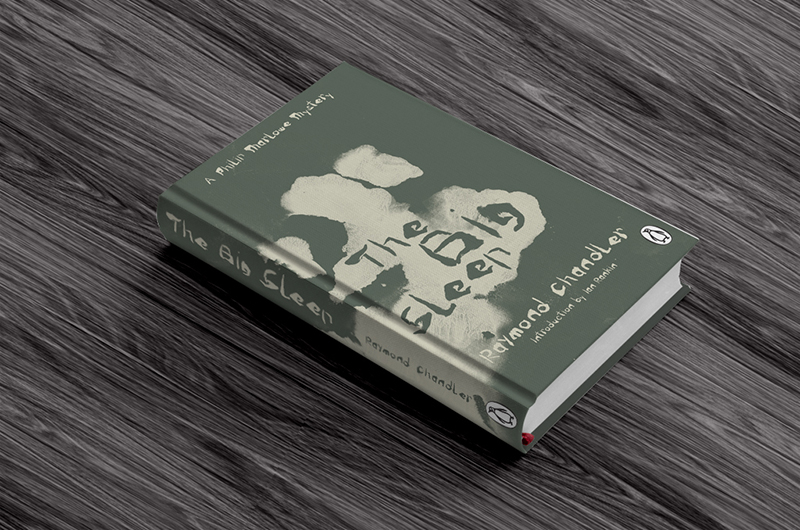 A Philip Marlowe Mystery
The Big
Sleep
Raymond Chandler
introduction by Ian Rankin
The Big Sleep
Raymond Chandler